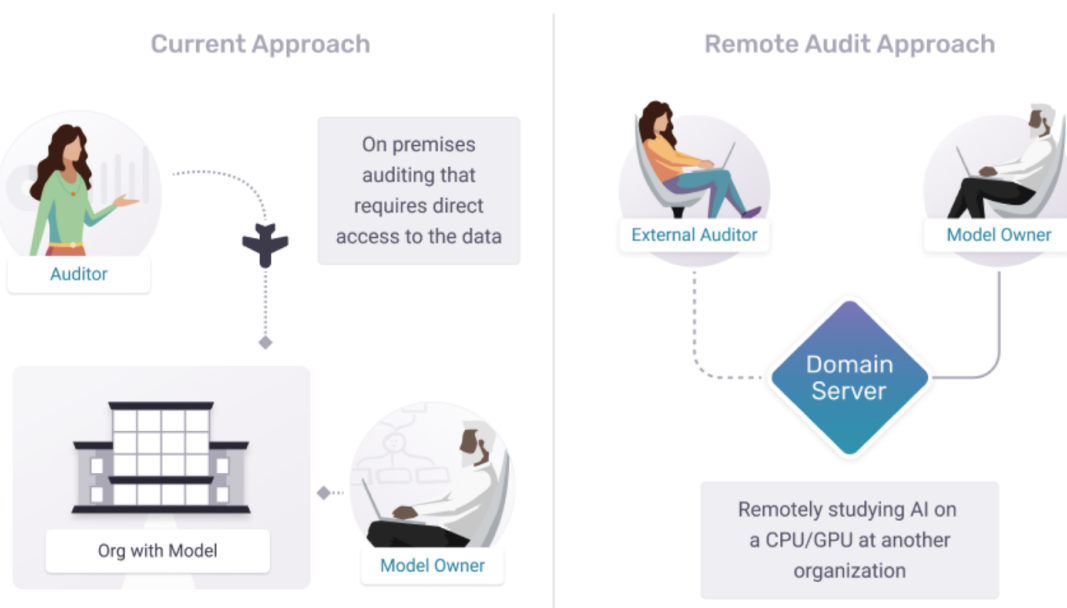 Current Approach
Auditor
On premises
auditing that
requires direct
access to the data
Org with Model
Model Owner
Remote Audit Approach
External Auditor
Model Owner
Domain
Server
Remotely studying AI on
a CPU/GPU at another
organization